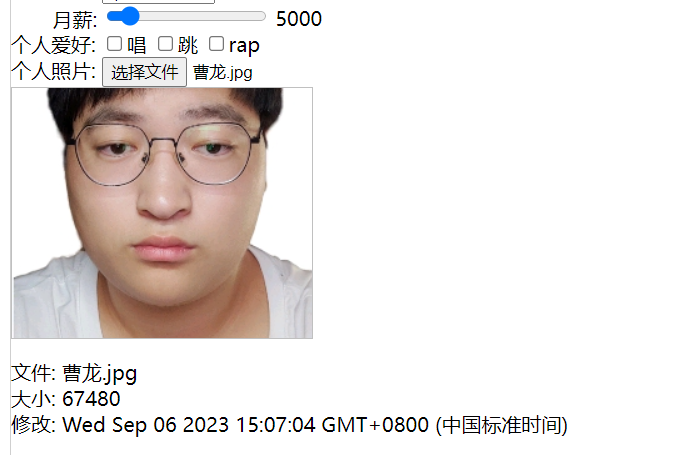 月薪: 5000
个人爱好: 唱 跳 rap
个人照片: 选择文件 曹龙.jpg
文件: 曹龙.jpg
大小: 67480
修改: Wed Sep 06 2023 15:07:04 GMT+0800 (中国标准时间)